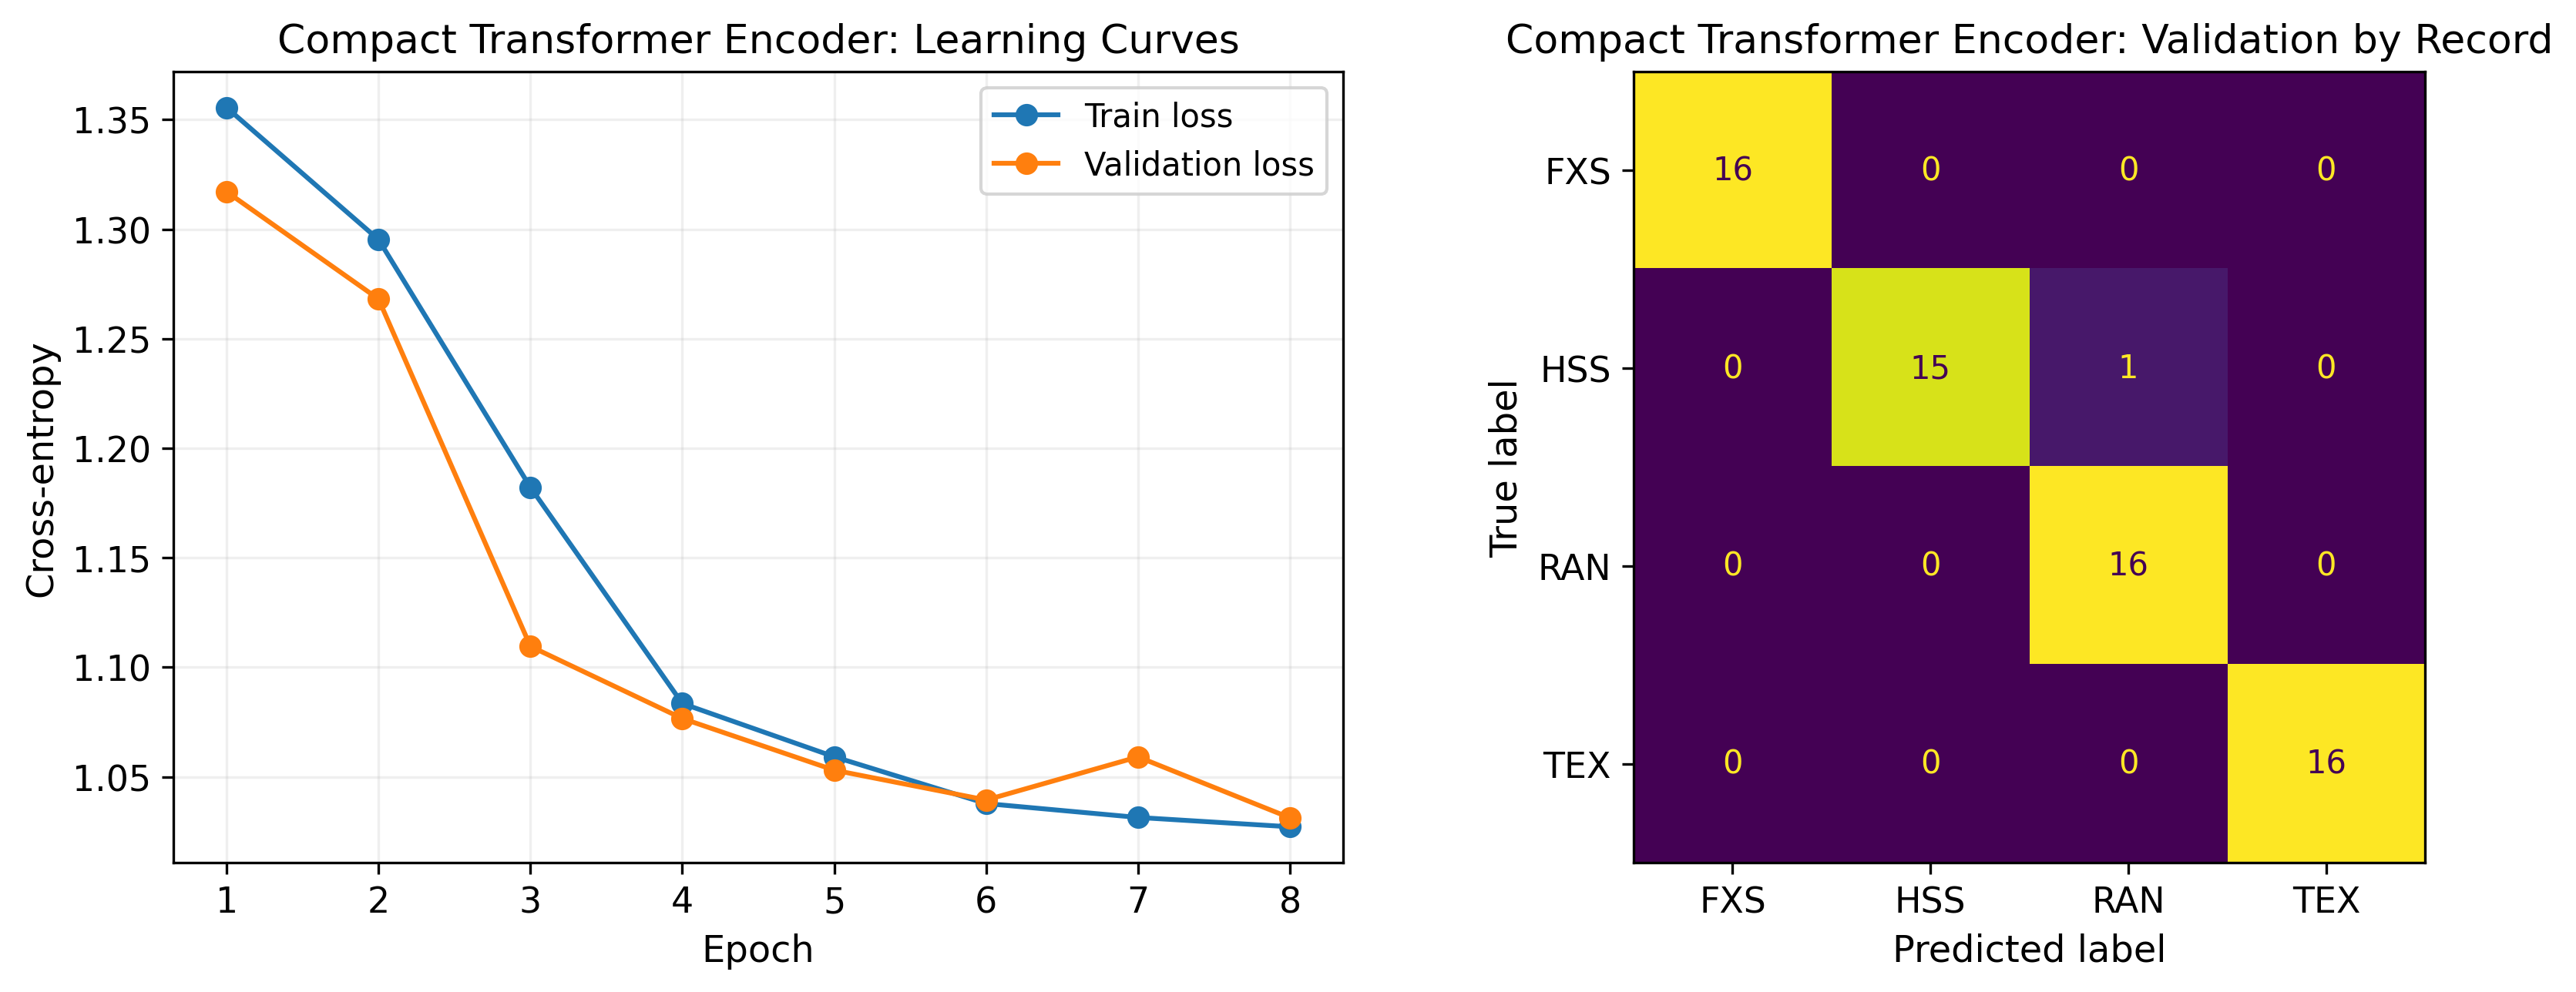 Compact Transformer Encoder: Learning Curves
Train loss
Validation loss
1.35
1.30
1.25
1.20
1.15
1.10
1.05
Cross-entropy
1 2 3 4 5 6 7 8
Epoch
Compact Transformer Encoder: Validation by Record
True label
FXS 16 0 0 0
HSS 0 15 1 0
RAN 0 0 16 0
TEX 0 0 0 16
FXS HSS RAN TEX
Predicted label